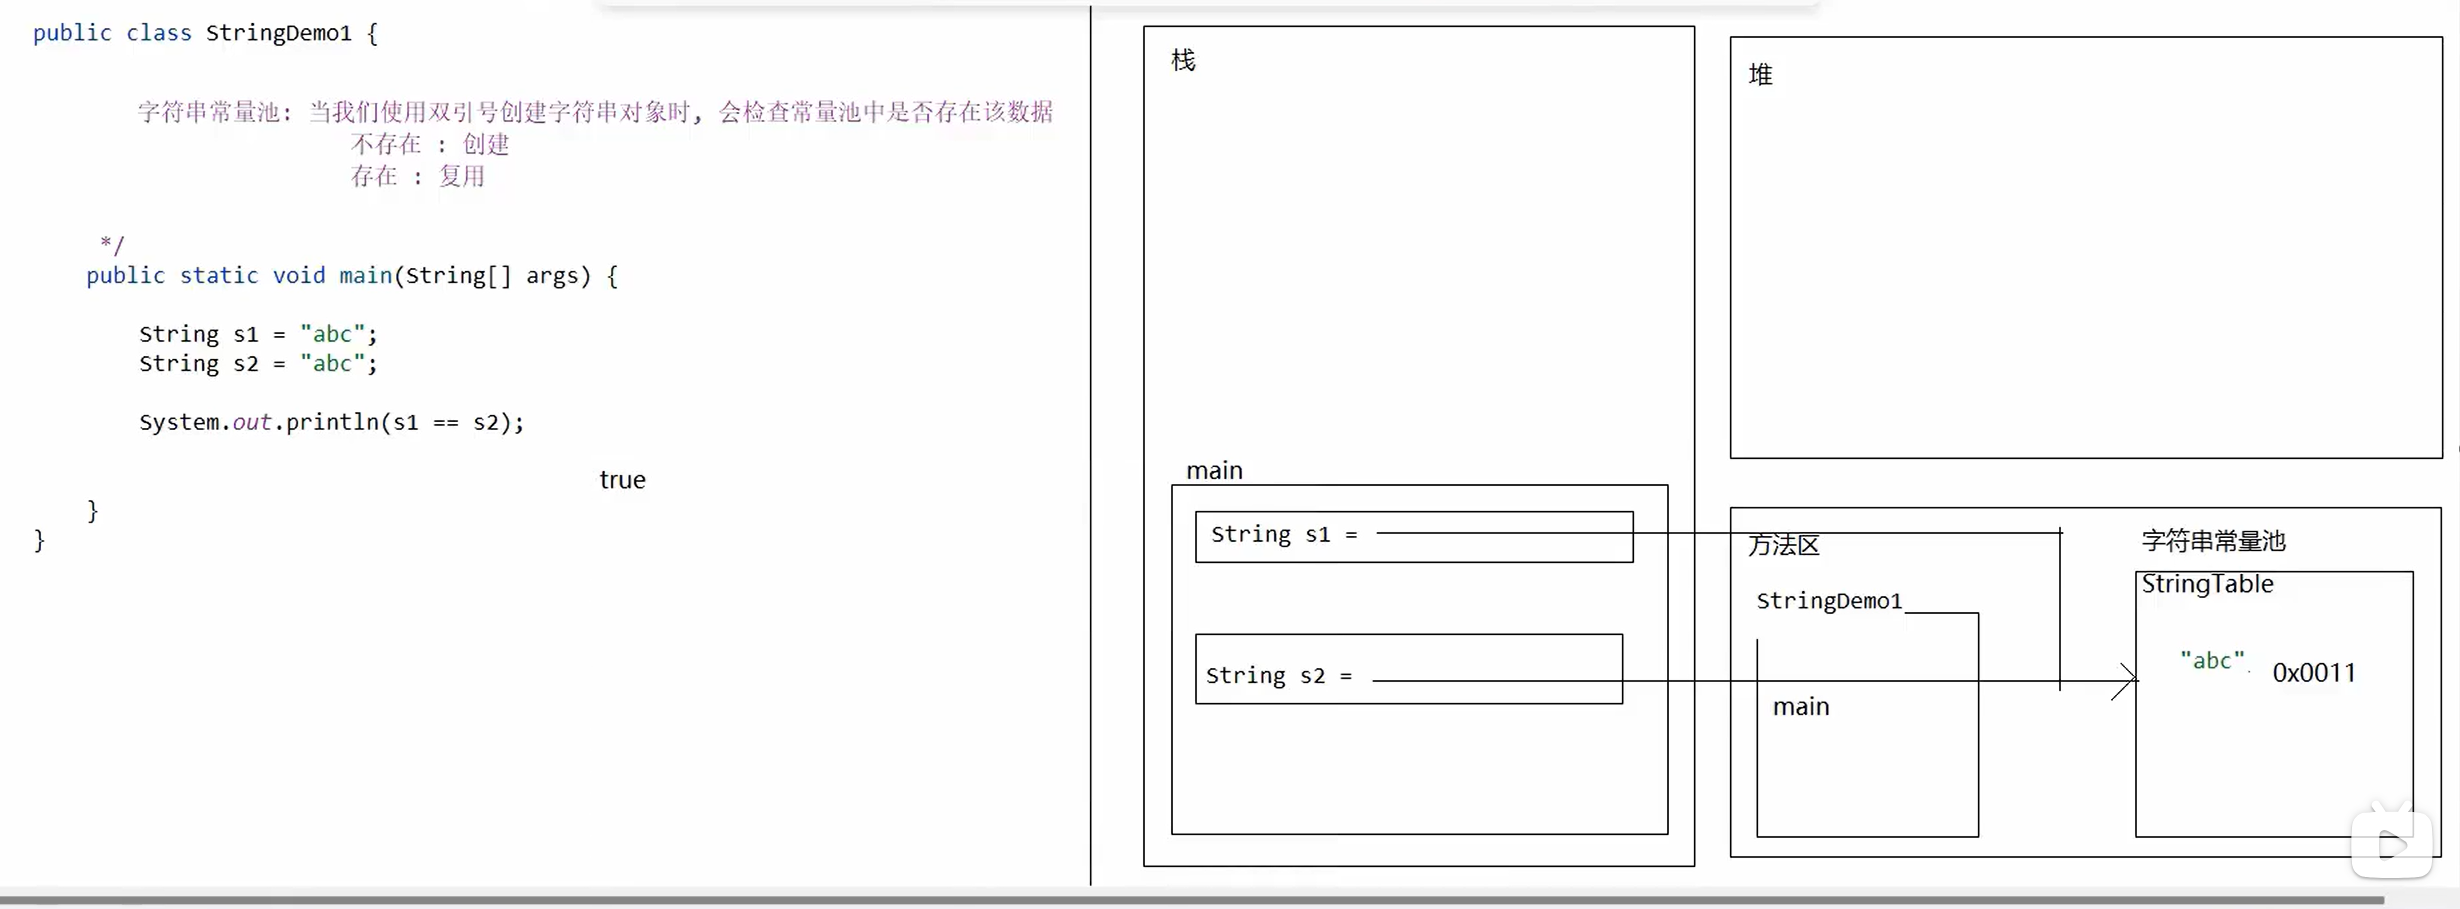 public class StringDemo1 {
字符串常量池: 当我们使用双引号创建字符串对象时, 会检查常量池中是否存在该数据
不存在 : 创建
存在 : 复用
*/
public static void main(String[] args) {
String s1 = "abc";
String s2 = "abc";
System.out.println(s1 == s2);
true
}
}
栈
main
String s1 =
String s2 =
堆
方法区
StringDemo1
main
字符串常量池
StringTable
"abc".
0x0011